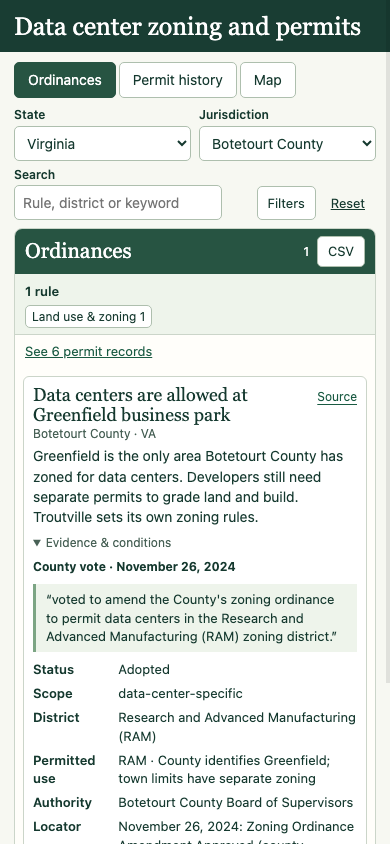 Data center zoning and permits
Ordinances
Permit history
Map
State
Jurisdiction
Virginia
Botetourt County
Search
Rule, district or keyword
Filters
Reset
Ordinances
1
CSV
1 rule
Land use & zoning 1
See 6 permit records
Data centers are allowed at
Greenfield business park
Source
Botetourt County · VA
Greenfield is the only area Botetourt County has
zoned for data centers. Developers still need
separate permits to grade land and build.
Troutville sets its own zoning rules.
▼ Evidence & conditions
County vote · November 26, 2024
“voted to amend the County's zoning ordinance
to permit data centers in the Research and
Advanced Manufacturing (RAM) zoning district.”
Status Adopted
Scope data-center-specific
District Research and Advanced Manufacturing
(RAM)
Permitted RAM · County identifies Greenfield;
use town limits have separate zoning
Authority Botetourt County Board of Supervisors
Locator November 26, 2024: Zoning Ordinance
Amendment Approved (county